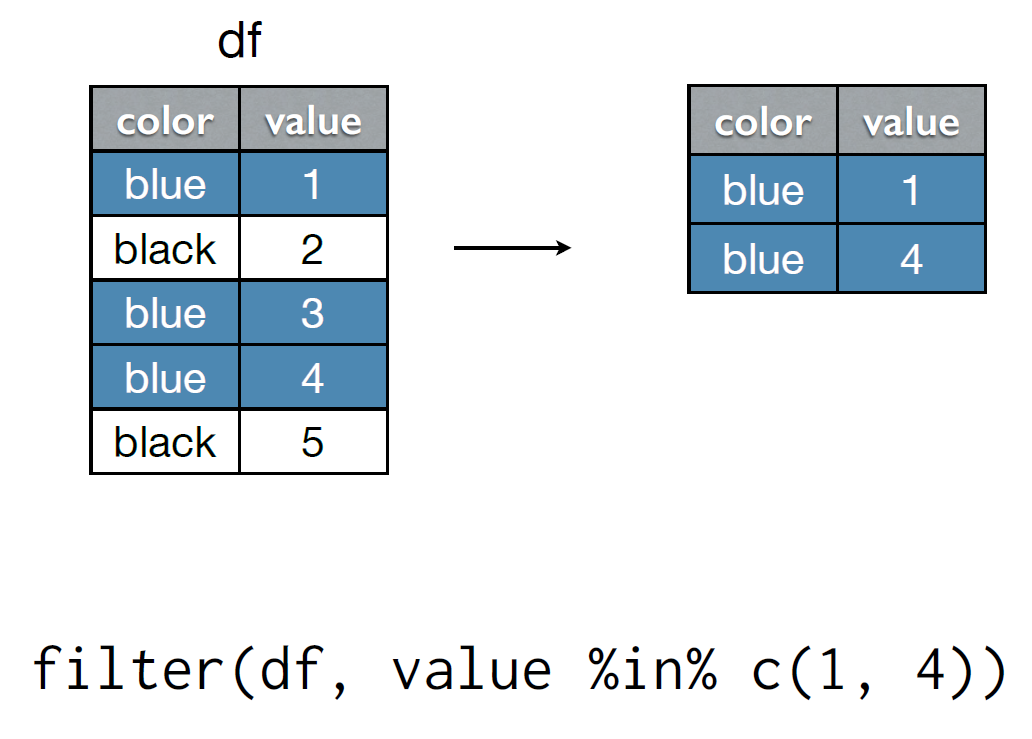 df
color value
blue 1
black 2
blue 3
blue 4
black 5
color value
blue 1
blue 4
filter(df, value %in% c(1, 4))